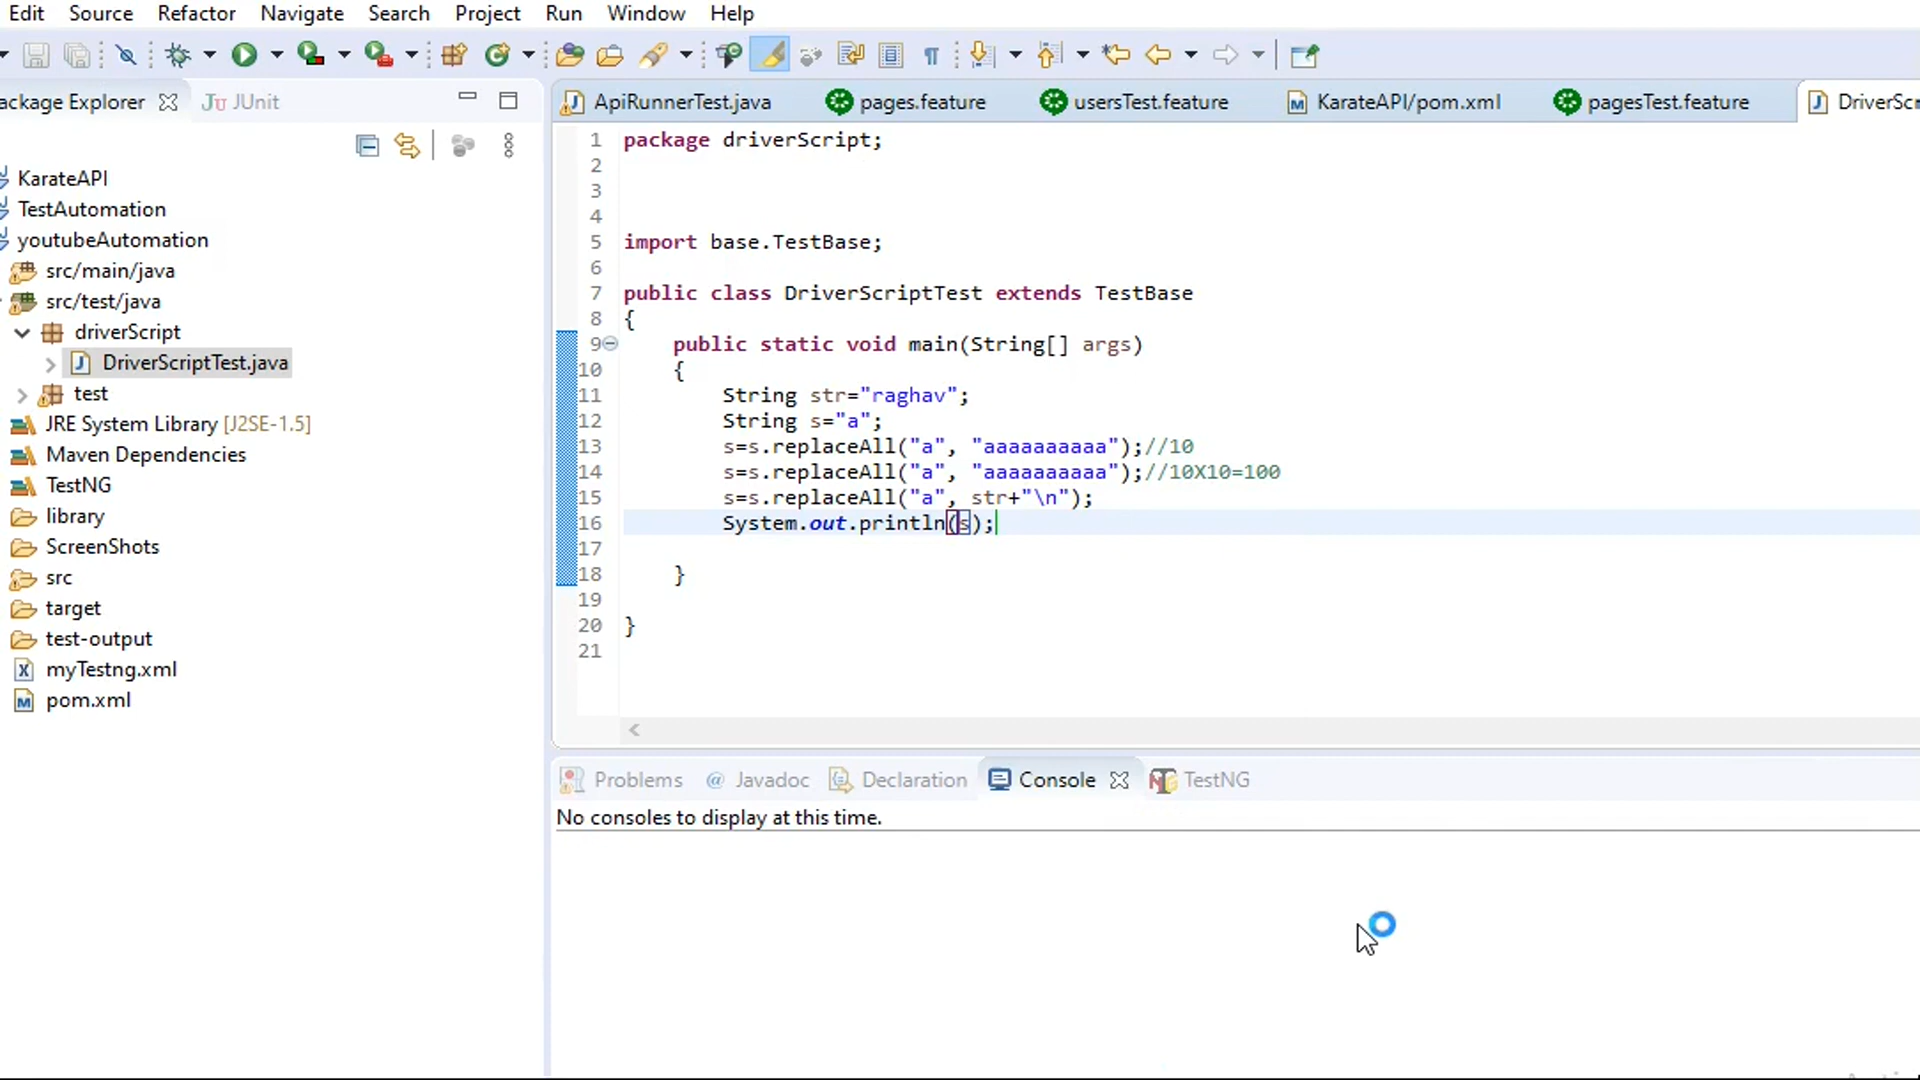 Edit Source Refactor Navigate Search Project Run Window Help
ackage Explorer JUnit
ApiRunnerTest.java pages.feature usersTest.feature KarateAPI/pom.xml pagesTest.feature DriverScr
KarateAPI
TestAutomation
youtubeAutomation
src/main/java
src/test/java
driverScript
DriverScriptTest.java
test
JRE System Library [J2SE-1.5]
Maven Dependencies
TestNG
library
ScreenShots
src
target
test-output
myTestng.xml
pom.xml
1 package driverScript;
2
3
4
5 import base.TestBase;
6
7 public class DriverScriptTest extends TestBase
8 {
9 public static void main(String[] args)
10 {
11 String str="raghav";
12 String s="a";
13 s=s.replaceAll("a", "aaaaaaaaaa");//10
14 s=s.replaceAll("a", "aaaaaaaaaa");//10X10=100
15 s=s.replaceAll("a", str+"\n");
16 System.out.println(s);
17
18 }
19
20 }
21
Problems Javadoc Declaration Console TestNG
No consoles to display at this time.